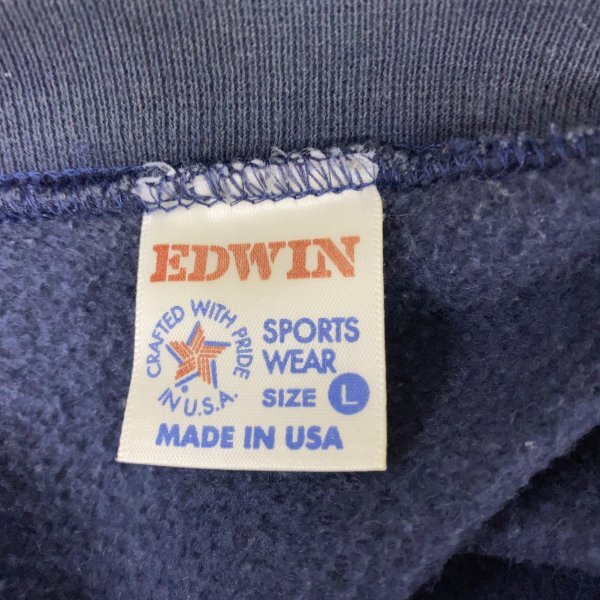 EDWIN
CRAFTED WITH PRIDE
IN U.S.A.
SPORTS
WEAR
SIZE L
MADE IN USA